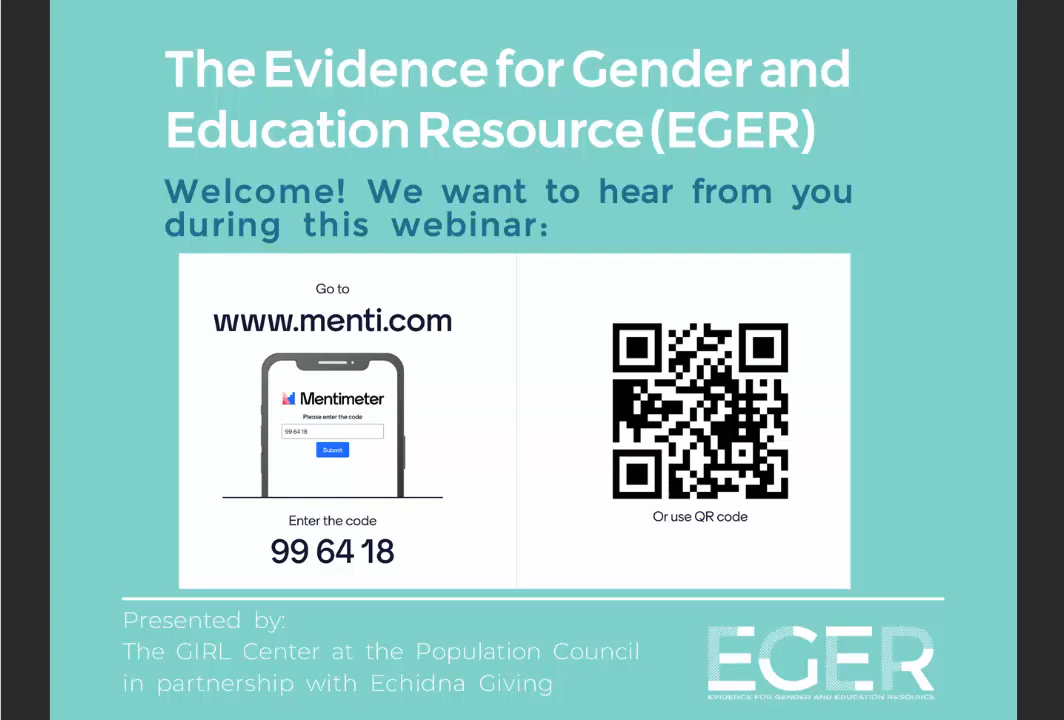 The Evidence for Gender and
Education Resource (EGER)
Welcome! We want to hear from you
during this webinar:
Go to
www.menti.com
Mentimeter
Please enter the code
99 64 18
Submit
Enter the code
99 64 18
Or use QR code
Presented by:
The GIRL Center at the Population Council
in partnership with Echidna Giving
EGER
EVIDENCE FOR GENDER AND EDUCATION RESOURCE